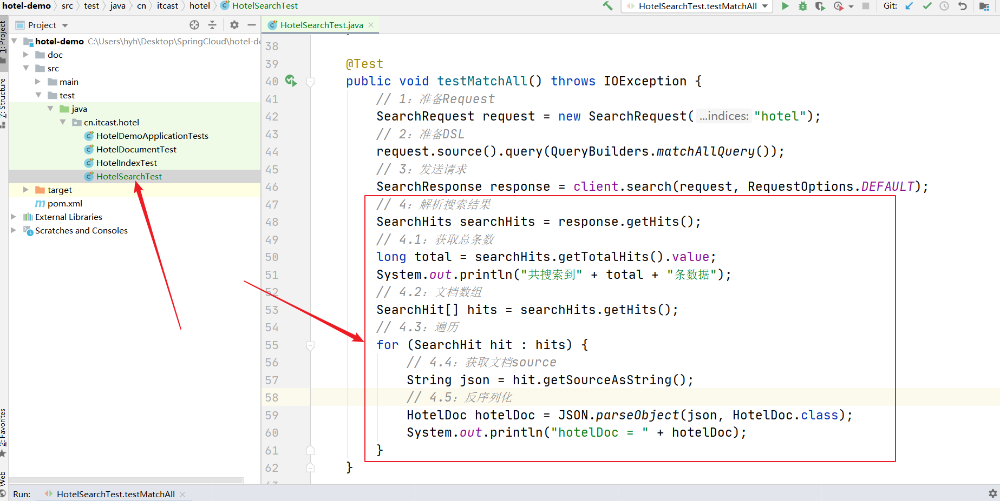 hotel-demo src test java cn itcast hotel HotelSearchTest
HotelSearchTest.testMatchAll Git:
Project
HotelSearchTest.java
1: Project
7: Structure
2: Favorites
Web
hotel-demo C:\Users\hyh\Desktop\SpringCloud\hotel-de
doc
src
main
test
java
cn.itcast.hotel
HotelDemoApplicationTests
HotelDocumentTest
HotelIndexTest
HotelSearchTest
target
pom.xml
External Libraries
Scratches and Consoles
38
39 @Test
40 public void testMatchAll() throws IOException {
41 // 1：准备Request
42 SearchRequest request = new SearchRequest( ...indices: "hotel");
43 // 2：准备DSL
44 request.source().query(QueryBuilders.matchAllQuery());
45 // 3：发送请求
46 SearchResponse response = client.search(request, RequestOptions.DEFAULT);
47 // 4：解析搜索结果
48 SearchHits searchHits = response.getHits();
49 // 4.1：获取总条数
50 long total = searchHits.getTotalHits().value;
51 System.out.println("共搜索到" + total + "条数据");
52 // 4.2：文档数组
53 SearchHit[] hits = searchHits.getHits();
54 // 4.3：遍历
55 for (SearchHit hit : hits) {
56 // 4.4：获取文档source
57 String json = hit.getSourceAsString();
58 // 4.5：反序列化
59 HotelDoc hotelDoc = JSON.parseObject(json, HotelDoc.class);
60 System.out.println("hotelDoc = " + hotelDoc);
61 }
62 }
Run: HotelSearchTest.testMatchAll